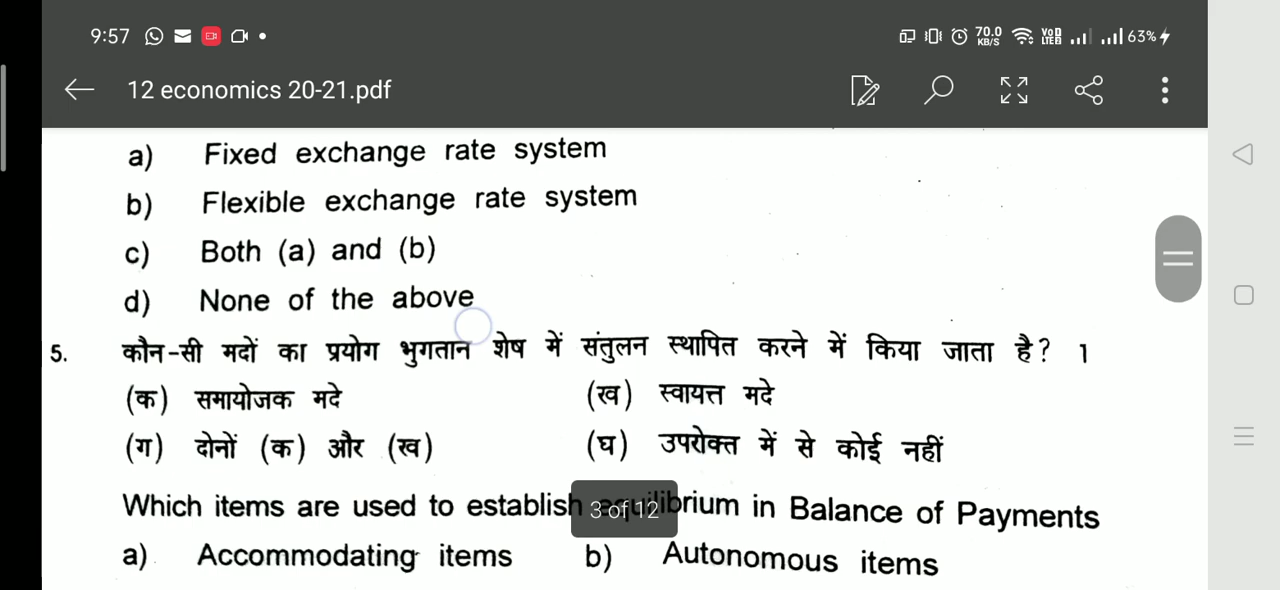 9:57 70.0 KB/S VoD LTE2 63%
12 economics 20-21.pdf
a) Fixed exchange rate system
b) Flexible exchange rate system
c) Both (a) and (b)
d) None of the above
5. कौन-सी मदों का प्रयोग भुगतान शेष में संतुलन स्थापित करने में किया जाता है? 1
(क) समायोजक मदे (ख) स्वायत्त मदे
(ग) दोनों (क) और (ख) (घ) उपरोक्त में से कोई नहीं
Which items are used to establish equilibrium in Balance of Payments
3 of 12
a). Accommodating items b) Autonomous items